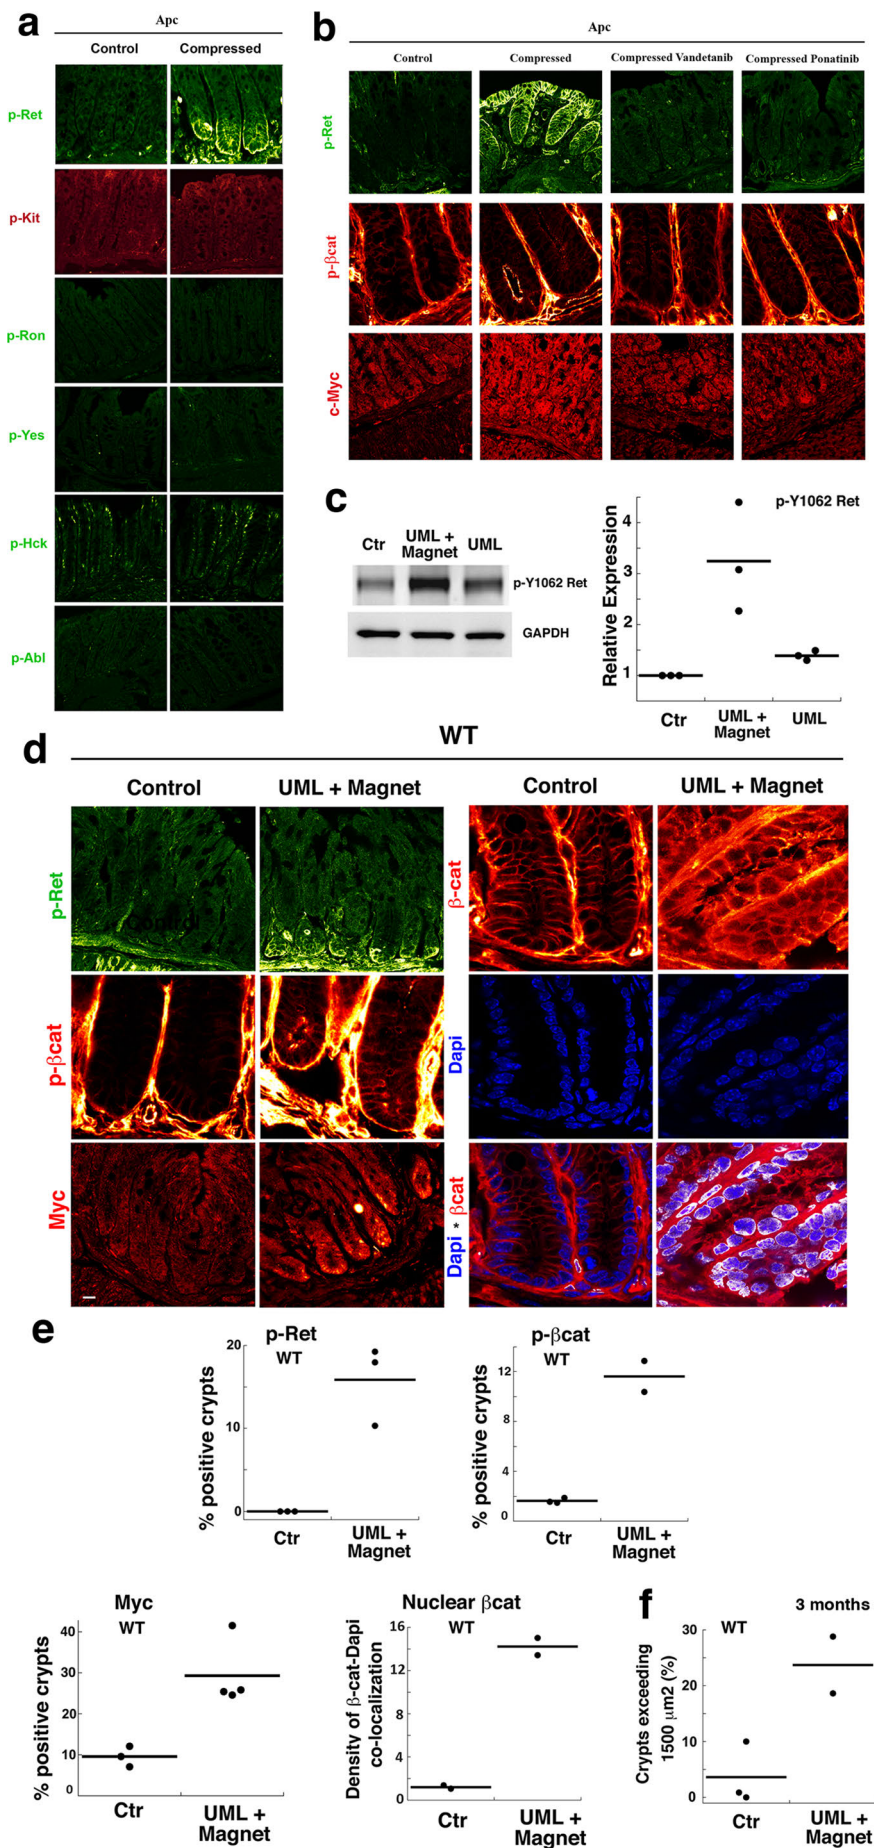 a
Apc
Control Compressed
p-Ret
p-Kit
p-Ron
p-Yes
p-Hck
p-Abl
b
Apc
Control Compressed Compressed Vandetanib Compressed Ponatinib
p-Ret
p-βcat
c-Myc
c
Ctr UML + Magnet UML
p-Y1062 Ret
GAPDH
p-Y1062 Ret
Relative Expression
4
3
2
1
Ctr UML + Magnet UML
d
WT
Control UML + Magnet Control UML + Magnet
p-Ret
Control
p-βcat
Myc
β-cat
Dapi
Dapi * βcat
e
p-Ret
WT
% positive crypts
20
10
0
Ctr UML + Magnet
p-βcat
WT
% positive crypts
12
8
4
2
0
Ctr UML + Magnet
Myc
WT
% positive crypts
40
30
20
10
0
Ctr UML + Magnet
Nuclear βcat
WT
Density of β-cat-Dapi
co-localization
16
12
8
4
2
0
Ctr UML + Magnet
f
3 months
WT
Crypts exceeding
1500 μm2 (%)
30
20
10
0
Ctr UML + Magnet